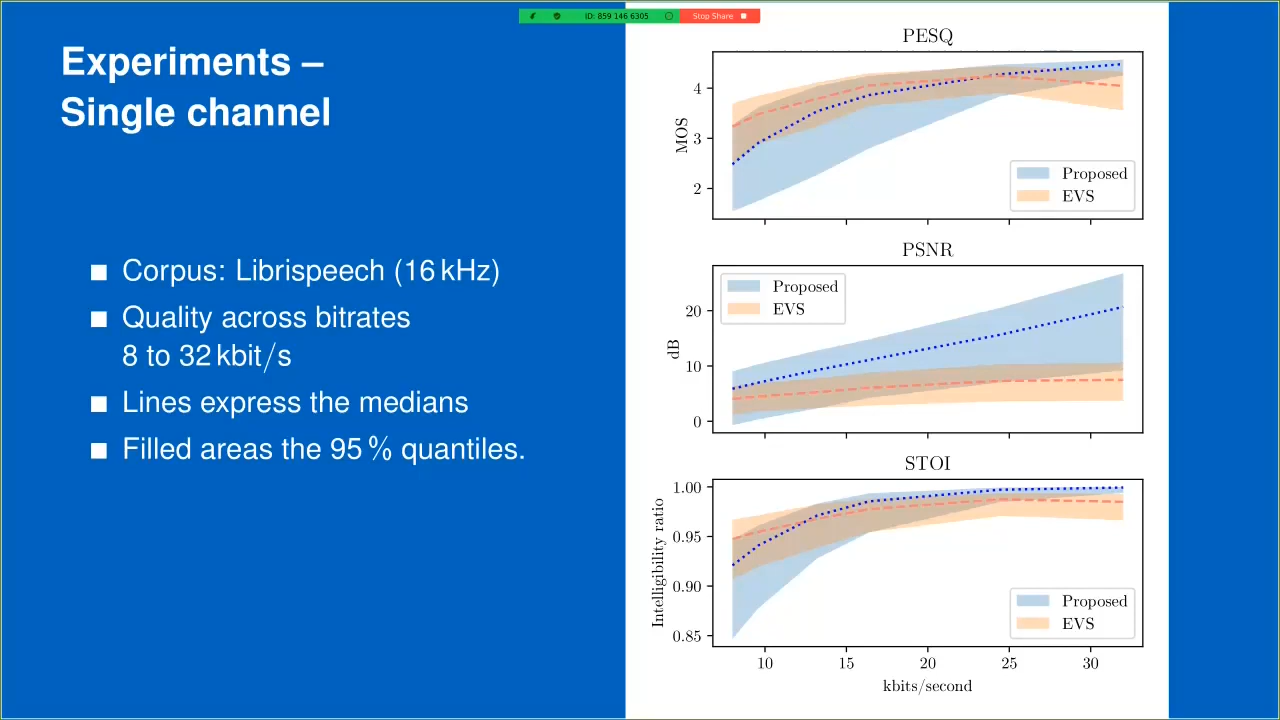 ID: 859 146 6305
Stop Share
Experiments –
Single channel
■ Corpus: Librispeech (16 kHz)
■ Quality across bitrates
8 to 32 kbit/s
■ Lines express the medians
■ Filled areas the 95 % quantiles.
PESQ
MOS
4
3
2
Proposed
EVS
PSNR
dB
20
10
0
Proposed
EVS
STOI
Intelligibility ratio
1.00
0.95
0.90
0.85
Proposed
EVS
10 15 20 25 30
kbits/second